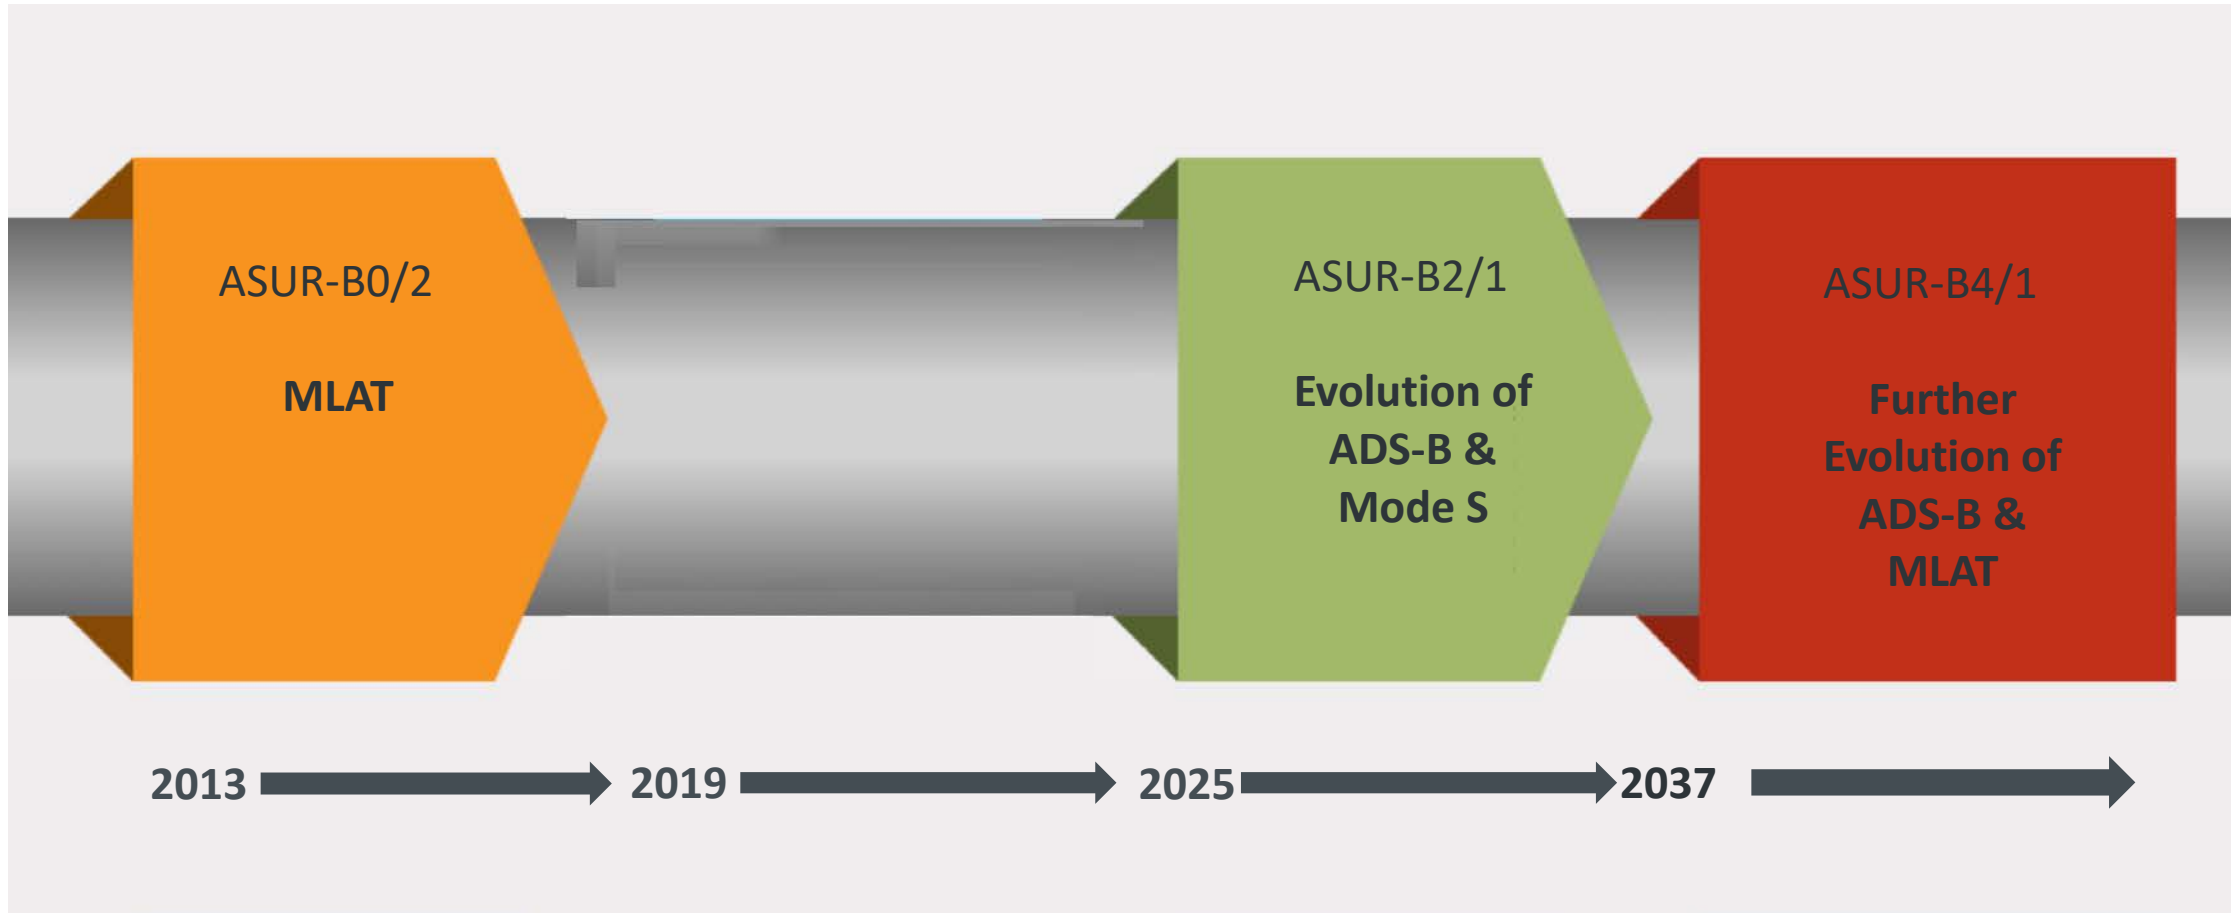 ASUR-B0/2
MLAT
ASUR-B2/1
Evolution of
ADS-B &
Mode S
ASUR-B4/1
Further
Evolution of
ADS-B &
MLAT
2013
2019
2025
2037